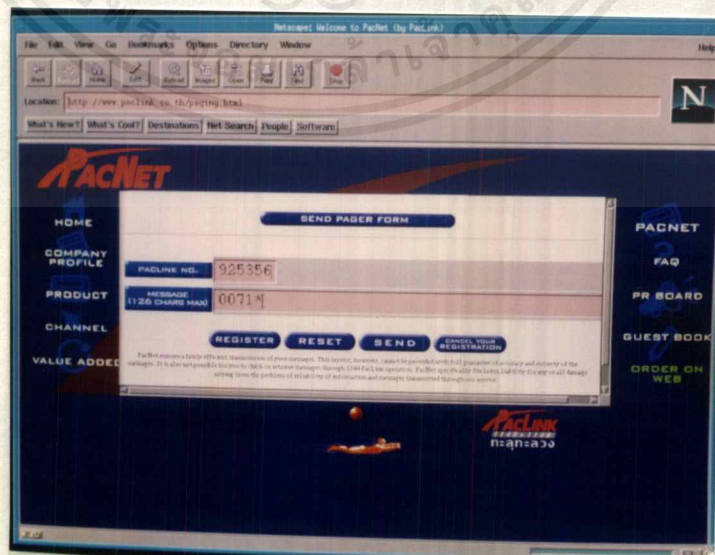 Netscape: Welcome to PacNet (by PacLink)
File Edit View Go Bookmarks Options Directory Window Help
Back Home Edit Reload Images Open Print Find Stop
Location: http://www.paclink.co.th/paging.html
N
What's New? What's Cool? Destinations Net Search People Software
PACNET
SEND PAGER FORM
HOME
COMPANY
PROFILE
PRODUCT
CHANNEL
VALUE ADDED
PACLINK NO. 925356
MESSAGE
(126 CHARS MAX) 0071*
REGISTER RESET SEND CANCEL YOUR
REGISTRATION
PACNET
FAQ
PR BOARD
GUEST BOOK
ORDER ON
WEB
PACLINK
ทะลุทะลวง